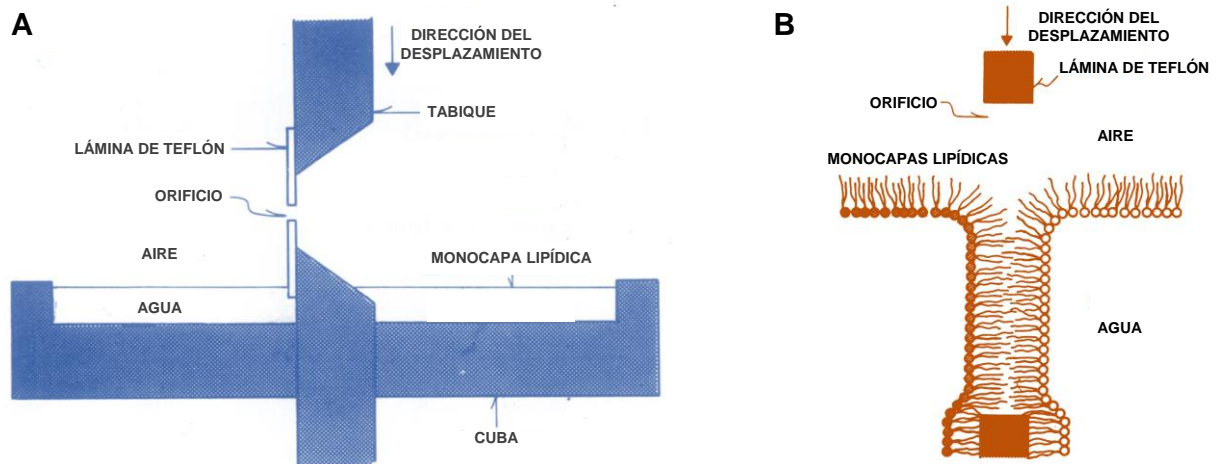 A
DIRECCIÓN DEL
DESPLAZAMIENTO
TABIQUE
LÁMINA DE TEFLÓN
ORIFICIO
AIRE
MONOCAPA LIPÍDICA
AGUA
CUBA
B
DIRECCIÓN DEL
DESPLAZAMIENTO
LÁMINA DE TEFLÓN
ORIFICIO
AIRE
MONOCAPAS LIPÍDICAS
AGUA